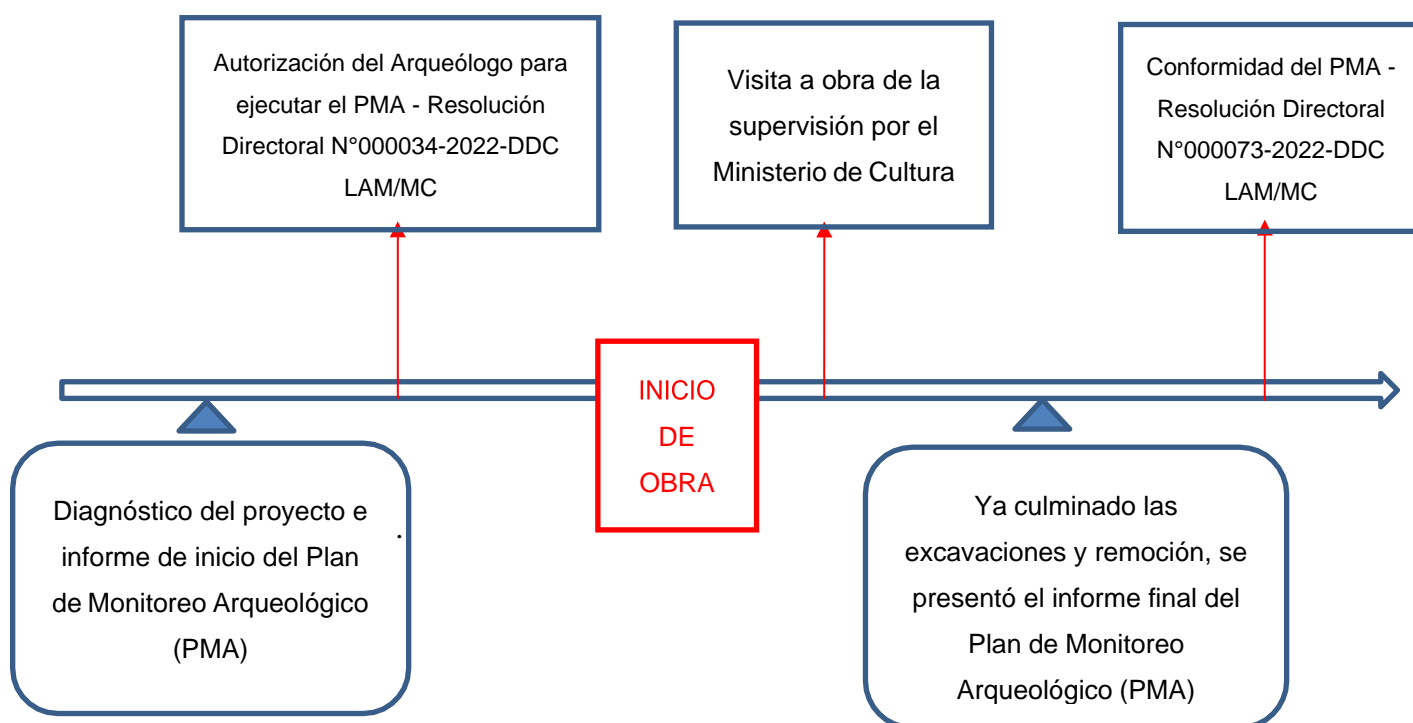 Autorización del Arqueólogo para
ejecutar el PMA - Resolución
Directoral N°000034-2022-DDC
LAM/MC
Visita a obra de la
supervisión por el
Ministerio de Cultura
Conformidad del PMA -
Resolución Directoral
N°000073-2022-DDC
LAM/MC
INICIO
DE
OBRA
Diagnóstico del proyecto e
informe de inicio del Plan
de Monitoreo Arqueológico
(PMA)
.
Ya culminado las
excavaciones y remoción, se
presentó el informe final del
Plan de Monitoreo
Arqueológico (PMA)